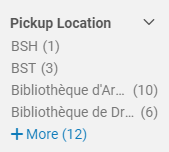 Pickup Location
BSH (1)
BST (3)
Bibliothèque d'Ar... (10)
Bibliothèque de Dr... (6)
+ More (12)